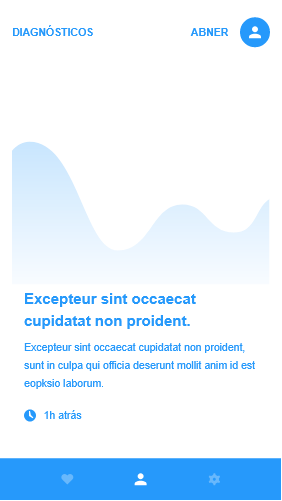 DIAGNÓSTICOS
ABNER
Excepteur sint occaecat
cupidatat non proident.
Excepteur sint occaecat cupidatat non proident,
sunt in culpa qui officia deserunt mollit anim id est
eopksio laborum.
1h atrás